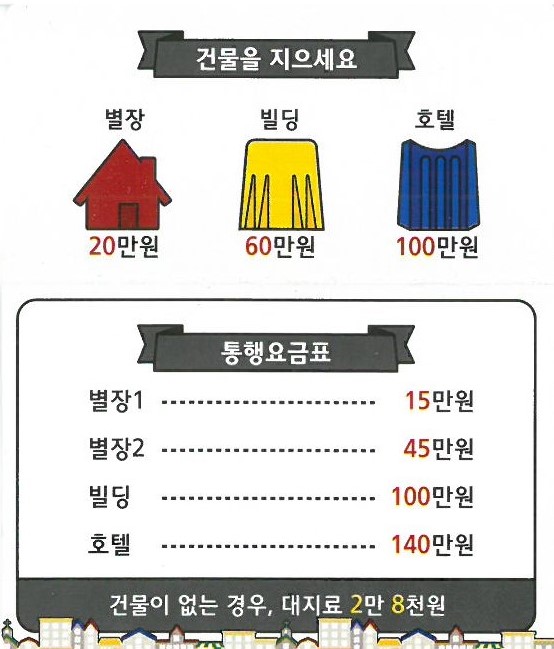 건물을 지으세요
별장 빌딩 호텔
20만원 60만원 100만원
통행요금표
별장1 15만원
별장2 45만원
빌딩 100만원
호텔 140만원
건물이 없는 경우, 대지료 2만 8천원